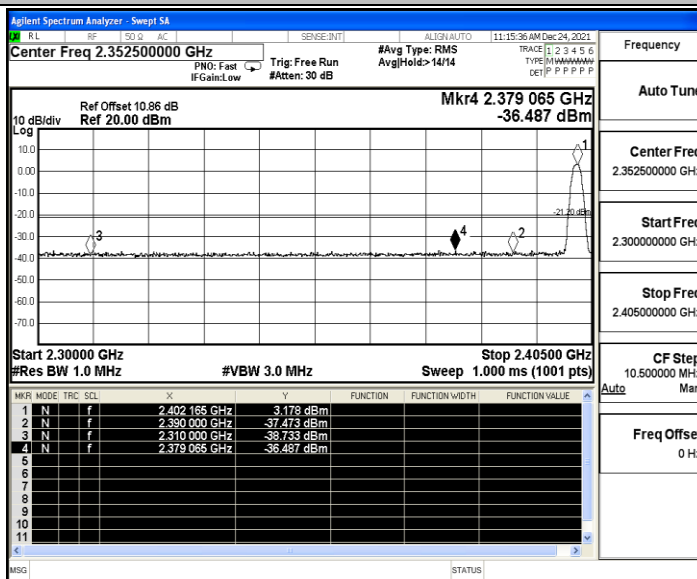 Agilent Spectrum Analyzer - Swept SA
RL RF 50 Ω AC SENSE:INT ALIGN AUTO 11:15:36 AM Dec 24, 2021
Center Freq 2.352500000 GHz
PNO: Fast
IFGain:Low
Trig: Free Run
#Atten: 30 dB
#Avg Type: RMS
Avg|Hold:>14/14
TRACE 1 2 3 4 5 6
TYPE M
DET P P P P P P
Ref Offset 10.86 dB
10 dB/div Ref 20.00 dBm
Log
Mkr4 2.379 065 GHz
-36.487 dBm
10.0
0.00
-10.0
-20.0
-30.0
-40.0
-50.0
-60.0
-70.0
1
-21.20 dBm
3
4
2
Start 2.30000 GHz Stop 2.40500 GHz
#Res BW 1.0 MHz #VBW 3.0 MHz Sweep 1.000 ms (1001 pts)
MKR MODE TRC SCL X Y FUNCTION FUNCTION WIDTH FUNCTION VALUE
1 N f 2.402 165 GHz 3.178 dBm
2 N f 2.390 000 GHz -37.473 dBm
3 N f 2.310 000 GHz -38.733 dBm
4 N f 2.379 065 GHz -36.487 dBm
5
6
7
8
9
10
11
MSG STATUS
Frequency
Auto Tune
Center Freq
2.352500000 GHz
Start Freq
2.300000000 GHz
Stop Freq
2.405000000 GHz
CF Step
10.500000 MHz
Auto Man
Freq Offset
0 Hz